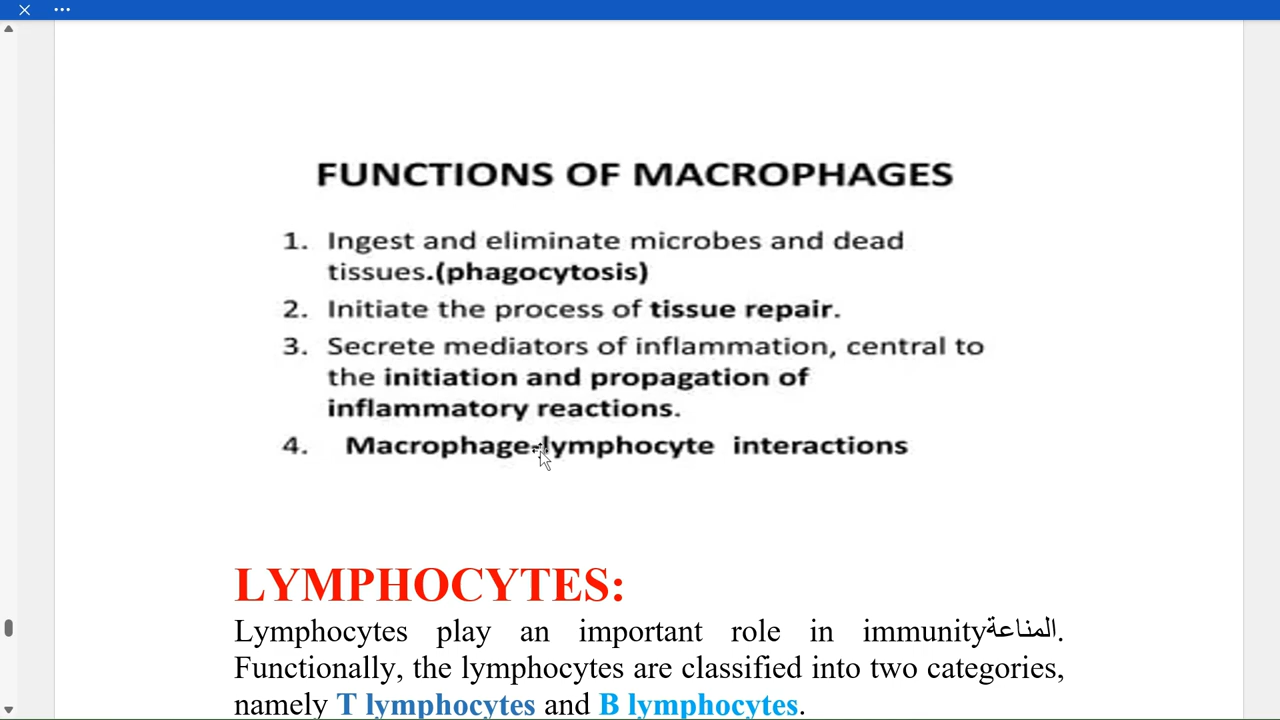 FUNCTIONS OF MACROPHAGES
1. Ingest and eliminate microbes and dead
tissues.(phagocytosis)
2. Initiate the process of tissue repair.
3. Secrete mediators of inflammation, central to
the initiation and propagation of
inflammatory reactions.
4. Macrophage-lymphocyte interactions
LYMPHOCYTES:
Lymphocytes play an important role in immunityالمناعة.
Functionally, the lymphocytes are classified into two categories,
namely T lymphocytes and B lymphocytes.